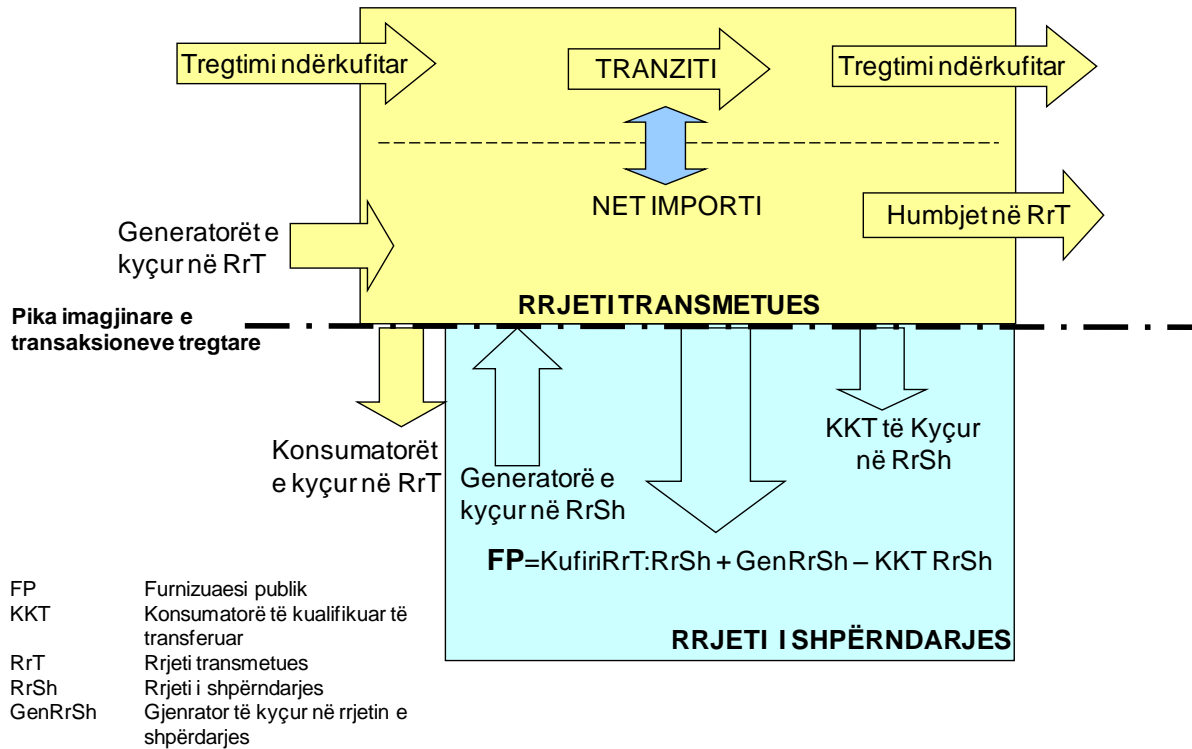 Tregtimi ndërkufitar
TRANZITI
Tregtimi ndërkufitar
NET IMPORTI
Humbjet në RrT
Generatorët e
kyçur në RrT
RRJETI TRANSMETUES
Pika imagjinare e
transaksioneve tregtare
Konsumatorët
e kyçur në RrT
Generatorë e
kyçur në RrSh
KKT të Kyçur
në RrSh
FP=KufiriRrT:RrSh + GenRrSh – KKT RrSh
RRJETI I SHPËRNDARJES
FP Furnizuaesi publik
KKT Konsumatorë të kualifikuar të
transferuar
RrT Rrjeti transmetues
RrSh Rrjeti i shpërndarjes
GenRrSh Gjenrator të kyçur në rrjetin e
shpërdarjes